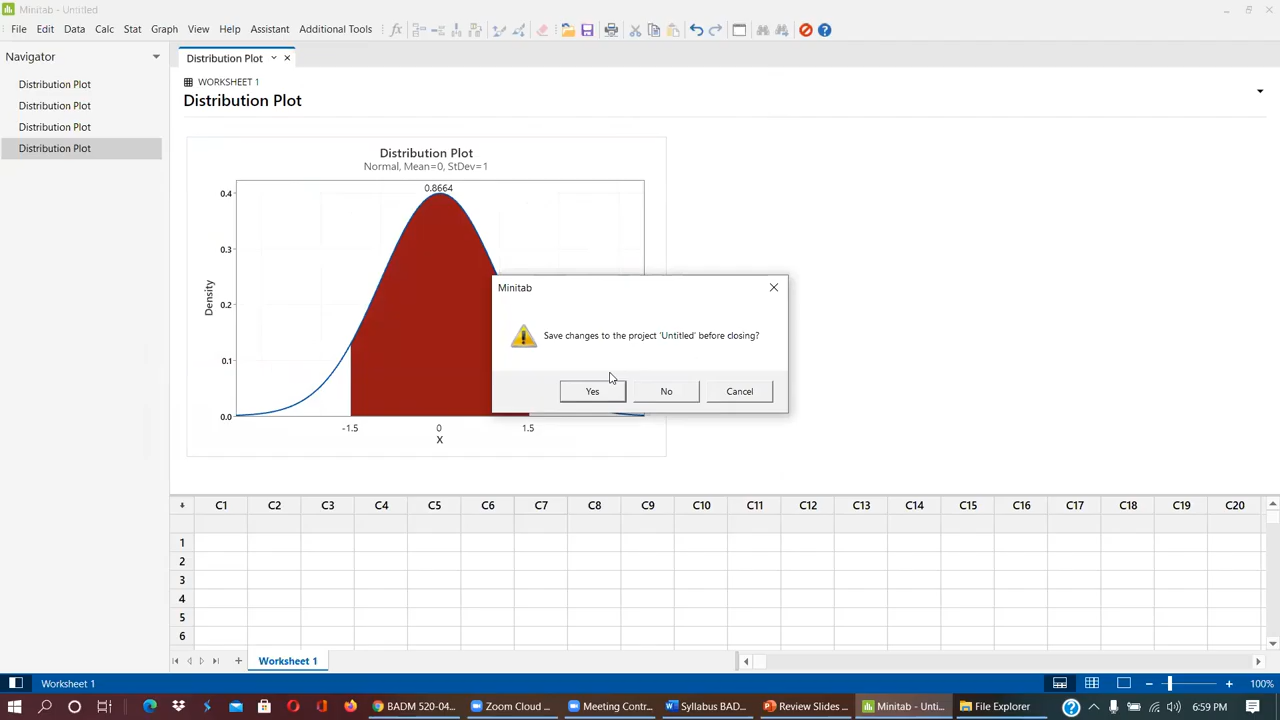 Minitab - Untitled
File Edit Data Calc Stat Graph View Help Assistant Additional Tools
Navigator
Distribution Plot
Distribution Plot
Distribution Plot
Distribution Plot
Distribution Plot
WORKSHEET 1
Distribution Plot
Distribution Plot
Normal, Mean=0, StDev=1
0.8664
0.4
0.3
0.2
0.1
0.0
Density
-1.5 0 1.5
X
Minitab
Save changes to the project 'Untitled' before closing?
Yes No Cancel
C1 C2 C3 C4 C5 C6 C7 C8 C9 C10 C11 C12 C13 C14 C15 C16 C17 C18 C19 C20
1
2
3
4
5
6
Worksheet 1
Worksheet 1
100%
BADM 520-04... Zoom Cloud ... Meeting Contr... Syllabus BAD... Review Slides ... Minitab - Unti... File Explorer 6:59 PM